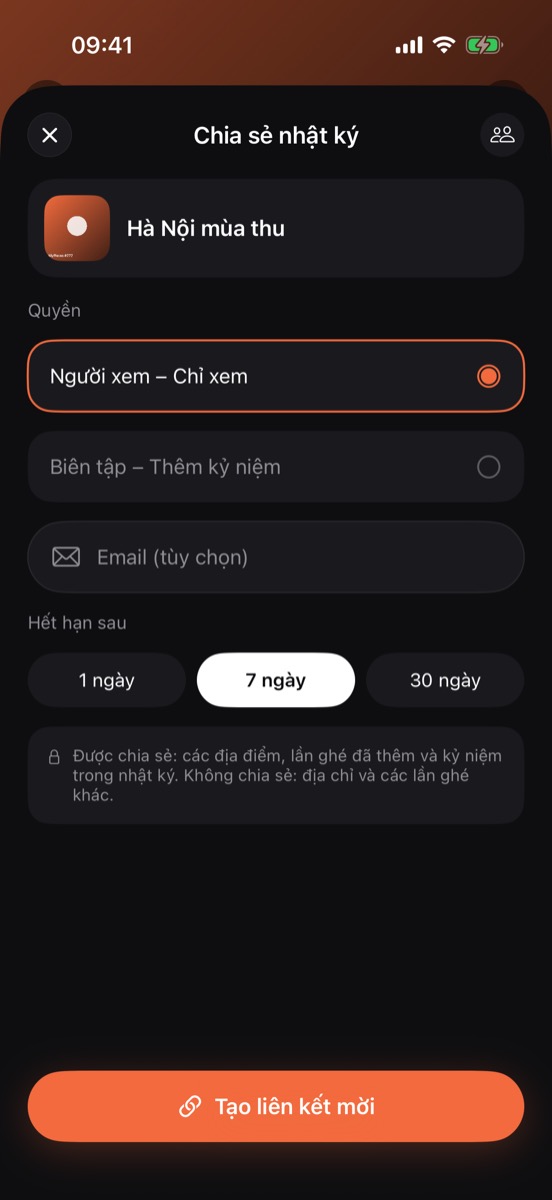 09:41
Chia sẻ nhật ký
Hà Nội mùa thu
Quyền
Người xem – Chỉ xem
Biên tập – Thêm kỷ niệm
Email (tùy chọn)
Hết hạn sau
1 ngày
7 ngày
30 ngày
Được chia sẻ: các địa điểm, lần ghé đã thêm và kỷ niệm
trong nhật ký. Không chia sẻ: địa chỉ và các lần ghé
khác.
Tạo liên kết mời